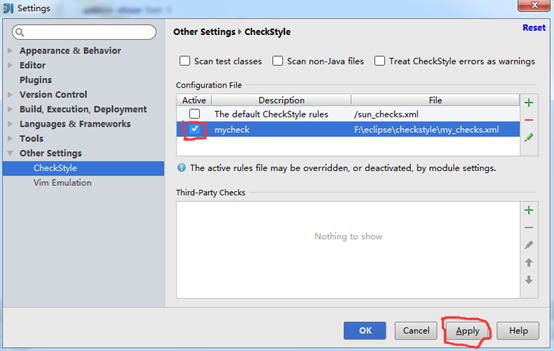 Settings
Reset
Other Settings › CheckStyle
Appearance & Behavior
Editor
Plugins
Version Control
Build, Execution, Deployment
Languages & Frameworks
Tools
Other Settings
CheckStyle
Vim Emulation
Scan test classes
Scan non-Java files
Treat CheckStyle errors as warnings
Configuration File
Active Description File
The default CheckStyle rules /sun_checks.xml
mycheck F:\eclipse\checkstyle\my_checks.xml
The active rules file may be overridden, or deactivated, by module settings.
Third-Party Checks
Nothing to show
OK Cancel Apply Help